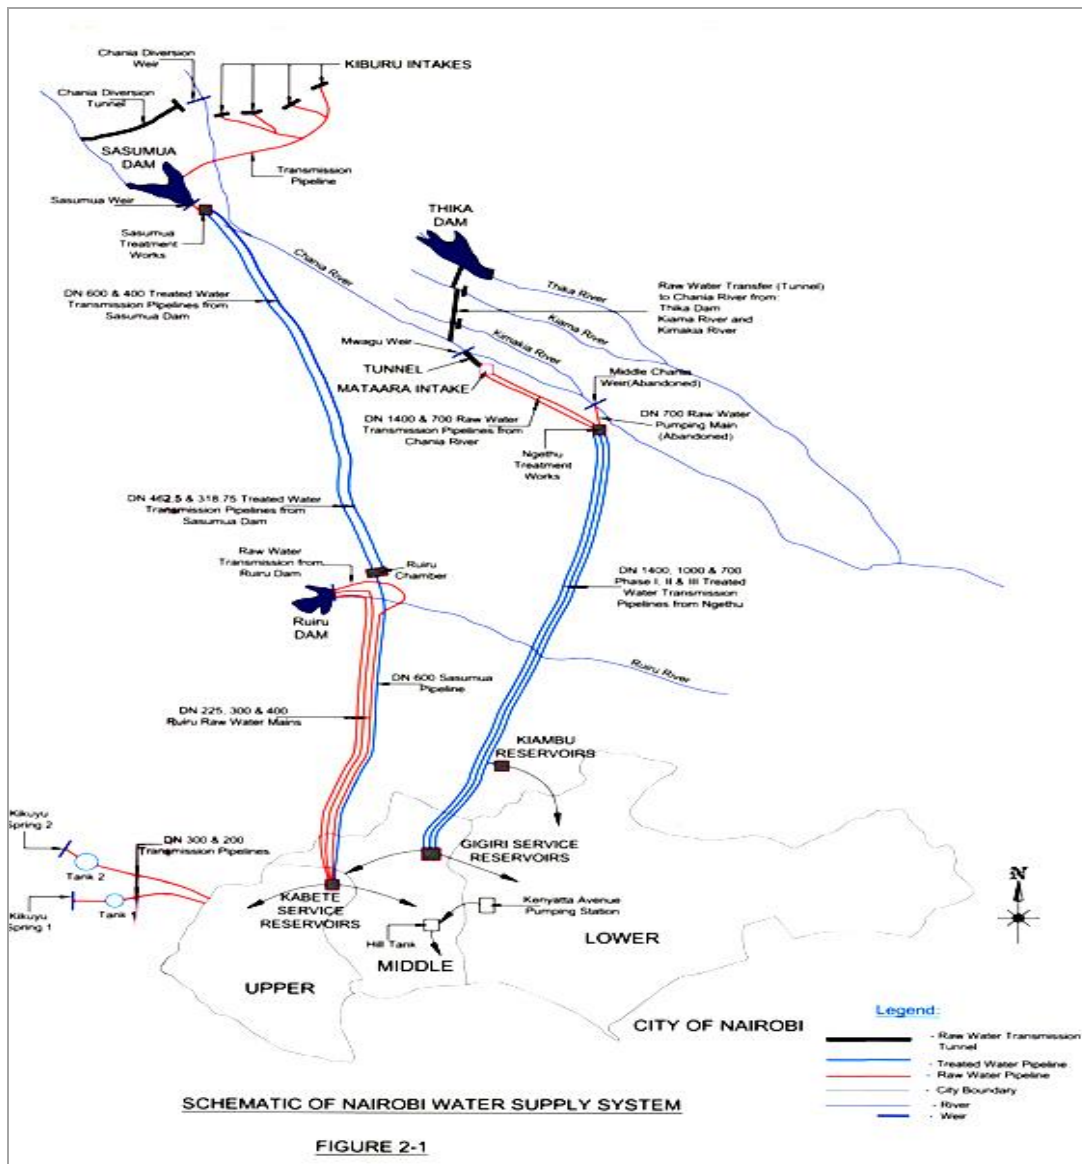 Chania Diversion
Weir
KIBURU INTAKES
Chania Diversion
Tunnel
SASUMUA
DAM
Transmission
Pipeline
Sasumua Weir
THIKA
DAM
Sasumua
Treatment
Works
Chania River
Thika River
Raw Water Transfer (Tunnel)
to Chania River from:
Thika Dam
Kiama River and
Kimakia River
DN 600 & 400 Treated Water
Transmission Pipelines from
Sasumua Dam
Kiama River
Kimakia River
Mwagu Weir
TUNNEL
MATAARA INTAKE
Middle Chania
Weir(Abandoned)
DN 1400 & 700 Raw Water
Transmission Pipelines from
Chania River
DN 700 Raw Water
Pumping Main
(Abandoned)
Ngethu
Treatment
Works
DN 462.5 & 318.75 Treated Water
Transmission Pipelines from
Sasumua Dam
Raw Water
Transmission from
Ruiru Dam
Ruiru
Chamber
DN 1400, 1000 & 700
Phase I, II & III Treated
Water Transmission
Pipelines from Ngethu
Ruiru
DAM
Ruiru River
DN 600 Sasumua
Pipeline
DN 225, 300 & 400
Ruiru Raw Water Mains
KIAMBU
RESERVOIRS
Kikuyu
Spring 2
DN 300 & 200
Transmission Pipelines
GIGIRI SERVICE
RESERVOIRS
Tank 2
N
KABETE
SERVICE
RESERVOIRS
Kenyatta Avenue
Pumping Station
Kikuyu
Spring 1
Tank 1
Hill Tank
LOWER
MIDDLE
UPPER
CITY OF NAIROBI
Legend:
- Raw Water Transmission
Tunnel
- Treated Water Pipeline
- Raw Water Pipeline
- City Boundary
- River
- Weir
SCHEMATIC OF NAIROBI WATER SUPPLY SYSTEM
FIGURE 2-1